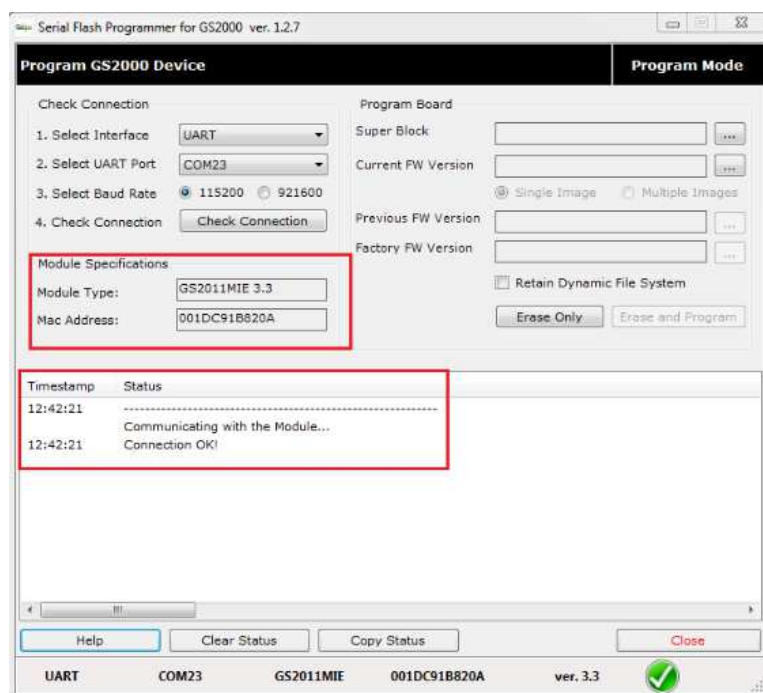 Serial Flash Programmer for GS2000 ver. 1.2.7
Program GS2000 Device
Program Mode
Check Connection
1. Select Interface UART
2. Select UART Port COM23
3. Select Baud Rate 115200 921600
4. Check Connection Check Connection
Module Specifications
Module Type: GS2011MIE 3.3
Mac Address: 001DC91B820A
Program Board
Super Block ...
Current FW Version ...
Single Image Multiple Images
Previous FW Version ...
Factory FW Version ...
Retain Dynamic File System
Erase Only Erase and Program
Timestamp Status
12:42:21 ----------------------------------------------------------
Communicating with the Module...
12:42:21 Connection OK!
Help Clear Status Copy Status Close
UART COM23 GS2011MIE 001DC91B820A ver. 3.3